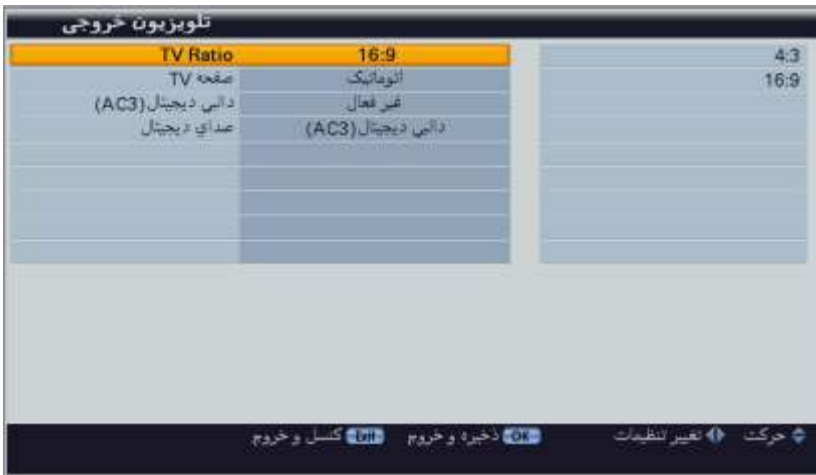 تلویزیون خروجی
TV Ratio 16:9
صفحه TV اتوماتیک
دالبی دیجیتال(AC3) غیر فعال
صدای دیجیتال دالبی دیجیتال(AC3)
4:3
16:9
حرکت تغییر تنظیمات OK ذخیره و خروج Exit کنسل و خروج